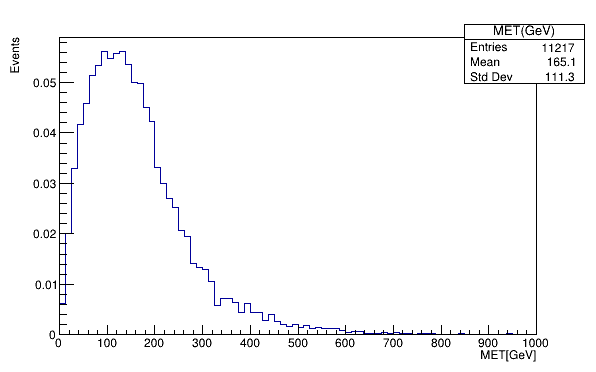 MET(GeV)
Entries 11217
Mean 165.1
Std Dev 111.3
Events
0.05
0.04
0.03
0.02
0.01
0
0 100 200 300 400 500 600 700 800 900 1000
MET[GeV]